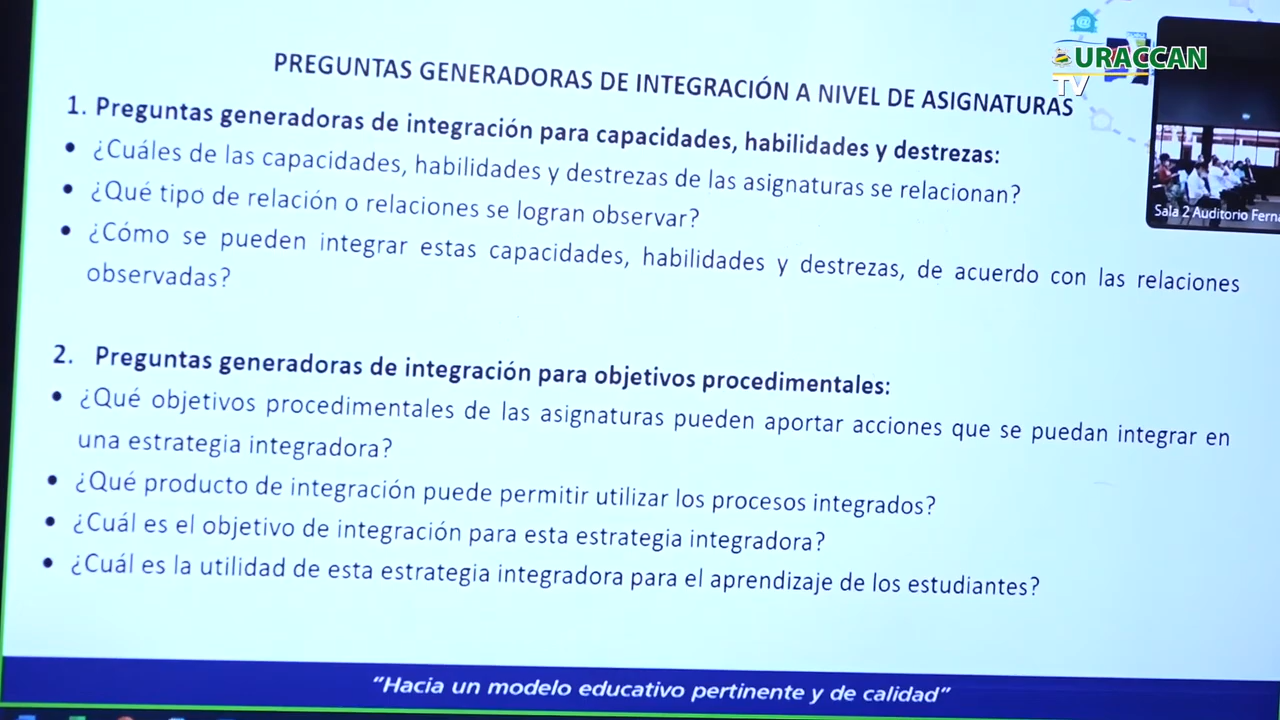 URACCAN
TV
PREGUNTAS GENERADORAS DE INTEGRACIÓN A NIVEL DE ASIGNATURAS
1. Preguntas generadoras de integración para capacidades, habilidades y destrezas:
• ¿Cuáles de las capacidades, habilidades y destrezas de las asignaturas se relacionan?
• ¿Qué tipo de relación o relaciones se logran observar?
• ¿Cómo se pueden integrar estas capacidades, habilidades y destrezas, de acuerdo con las relaciones
observadas?
Sala 2 Auditorio Ferna
2. Preguntas generadoras de integración para objetivos procedimentales:
• ¿Qué objetivos procedimentales de las asignaturas pueden aportar acciones que se puedan integrar en
una estrategia integradora?
• ¿Qué producto de integración puede permitir utilizar los procesos integrados?
• ¿Cuál es el objetivo de integración para esta estrategia integradora?
• ¿Cuál es la utilidad de esta estrategia integradora para el aprendizaje de los estudiantes?
"Hacia un modelo educativo pertinente y de calidad"